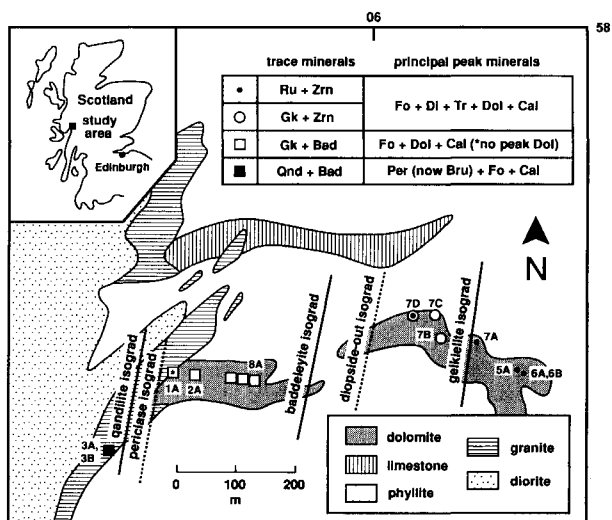 06
58
Scotland
study
area
Edinburgh
trace minerals principal peak minerals
Ru + Zrn
Fo + Di + Tr + Dol + Cal
Gk + Zrn
Gk + Bad Fo + Dol + Cal (*no peak Dol)
Qnd + Bad Per (now Bru) + Fo + Cal
N
qandilite isograd
periclase isograd
baddeleyite isograd
diopside-out isograd
geikielite isograd
7D
7C
7B
7A
8A
1A
2A
5A
6A,6B
3A,
3B
0 100 200
m
dolomite
limestone
phyllite
granite
diorite